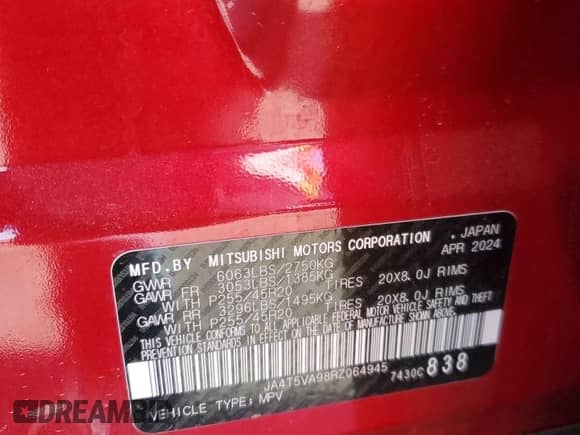 MFD.BY MITSUBISHI MOTORS CORPORATION . JAPAN
APR 2024
GVWR 6063LBS/2750KG
GAWR FR 3053LBS/1385KG
WITH P255/45R20 TIRES 20X8.0J RIMS
GAWR RR 3296LBS/1495KG
WITH P255/45R20 TIRES 20X8.0J RIMS
THIS VEHICLE CONFORMS TO ALL APPLICABLE FEDERAL MOTOR VEHICLE SAFETY AND THEFT
PREVENTION STANDARDS IN EFFECT ON THE DATE OF MANUFACTURE SHOWN ABOVE.
JA4T5VA98RZ064945 7430C 838
VEHICLE TYPE:MPV